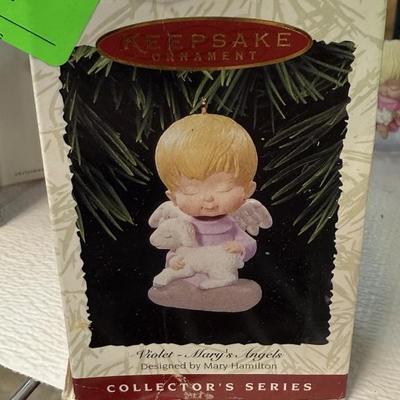 KEEPSAKE
ORNAMENT
Violet - Mary's Angels
Designed by Mary Hamilton
COLLECTOR'S SERIES